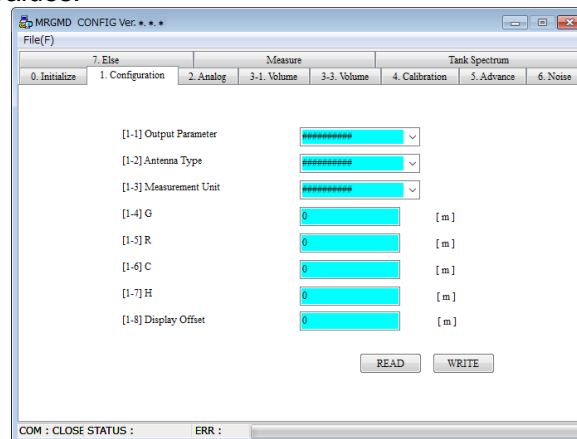 values.
MRGMD CONFIG Ver. *. *. *
File(F)
7. Else Measure Tank Spectrum
0. Initialize 1. Configuration 2. Analog 3-1. Volume 3-3. Volume 4. Calibration 5. Advance 6. Noise
[1-1] Output Parameter ##########
[1-2] Antenna Type ##########
[1-3] Measurement Unit ##########
[1-4] G 0 [ m ]
[1-5] R 0 [ m ]
[1-6] C 0 [ m ]
[1-7] H 0 [ m ]
[1-8] Display Offset 0 [ m ]
READ WRITE
COM : CLOSE STATUS : ERR :